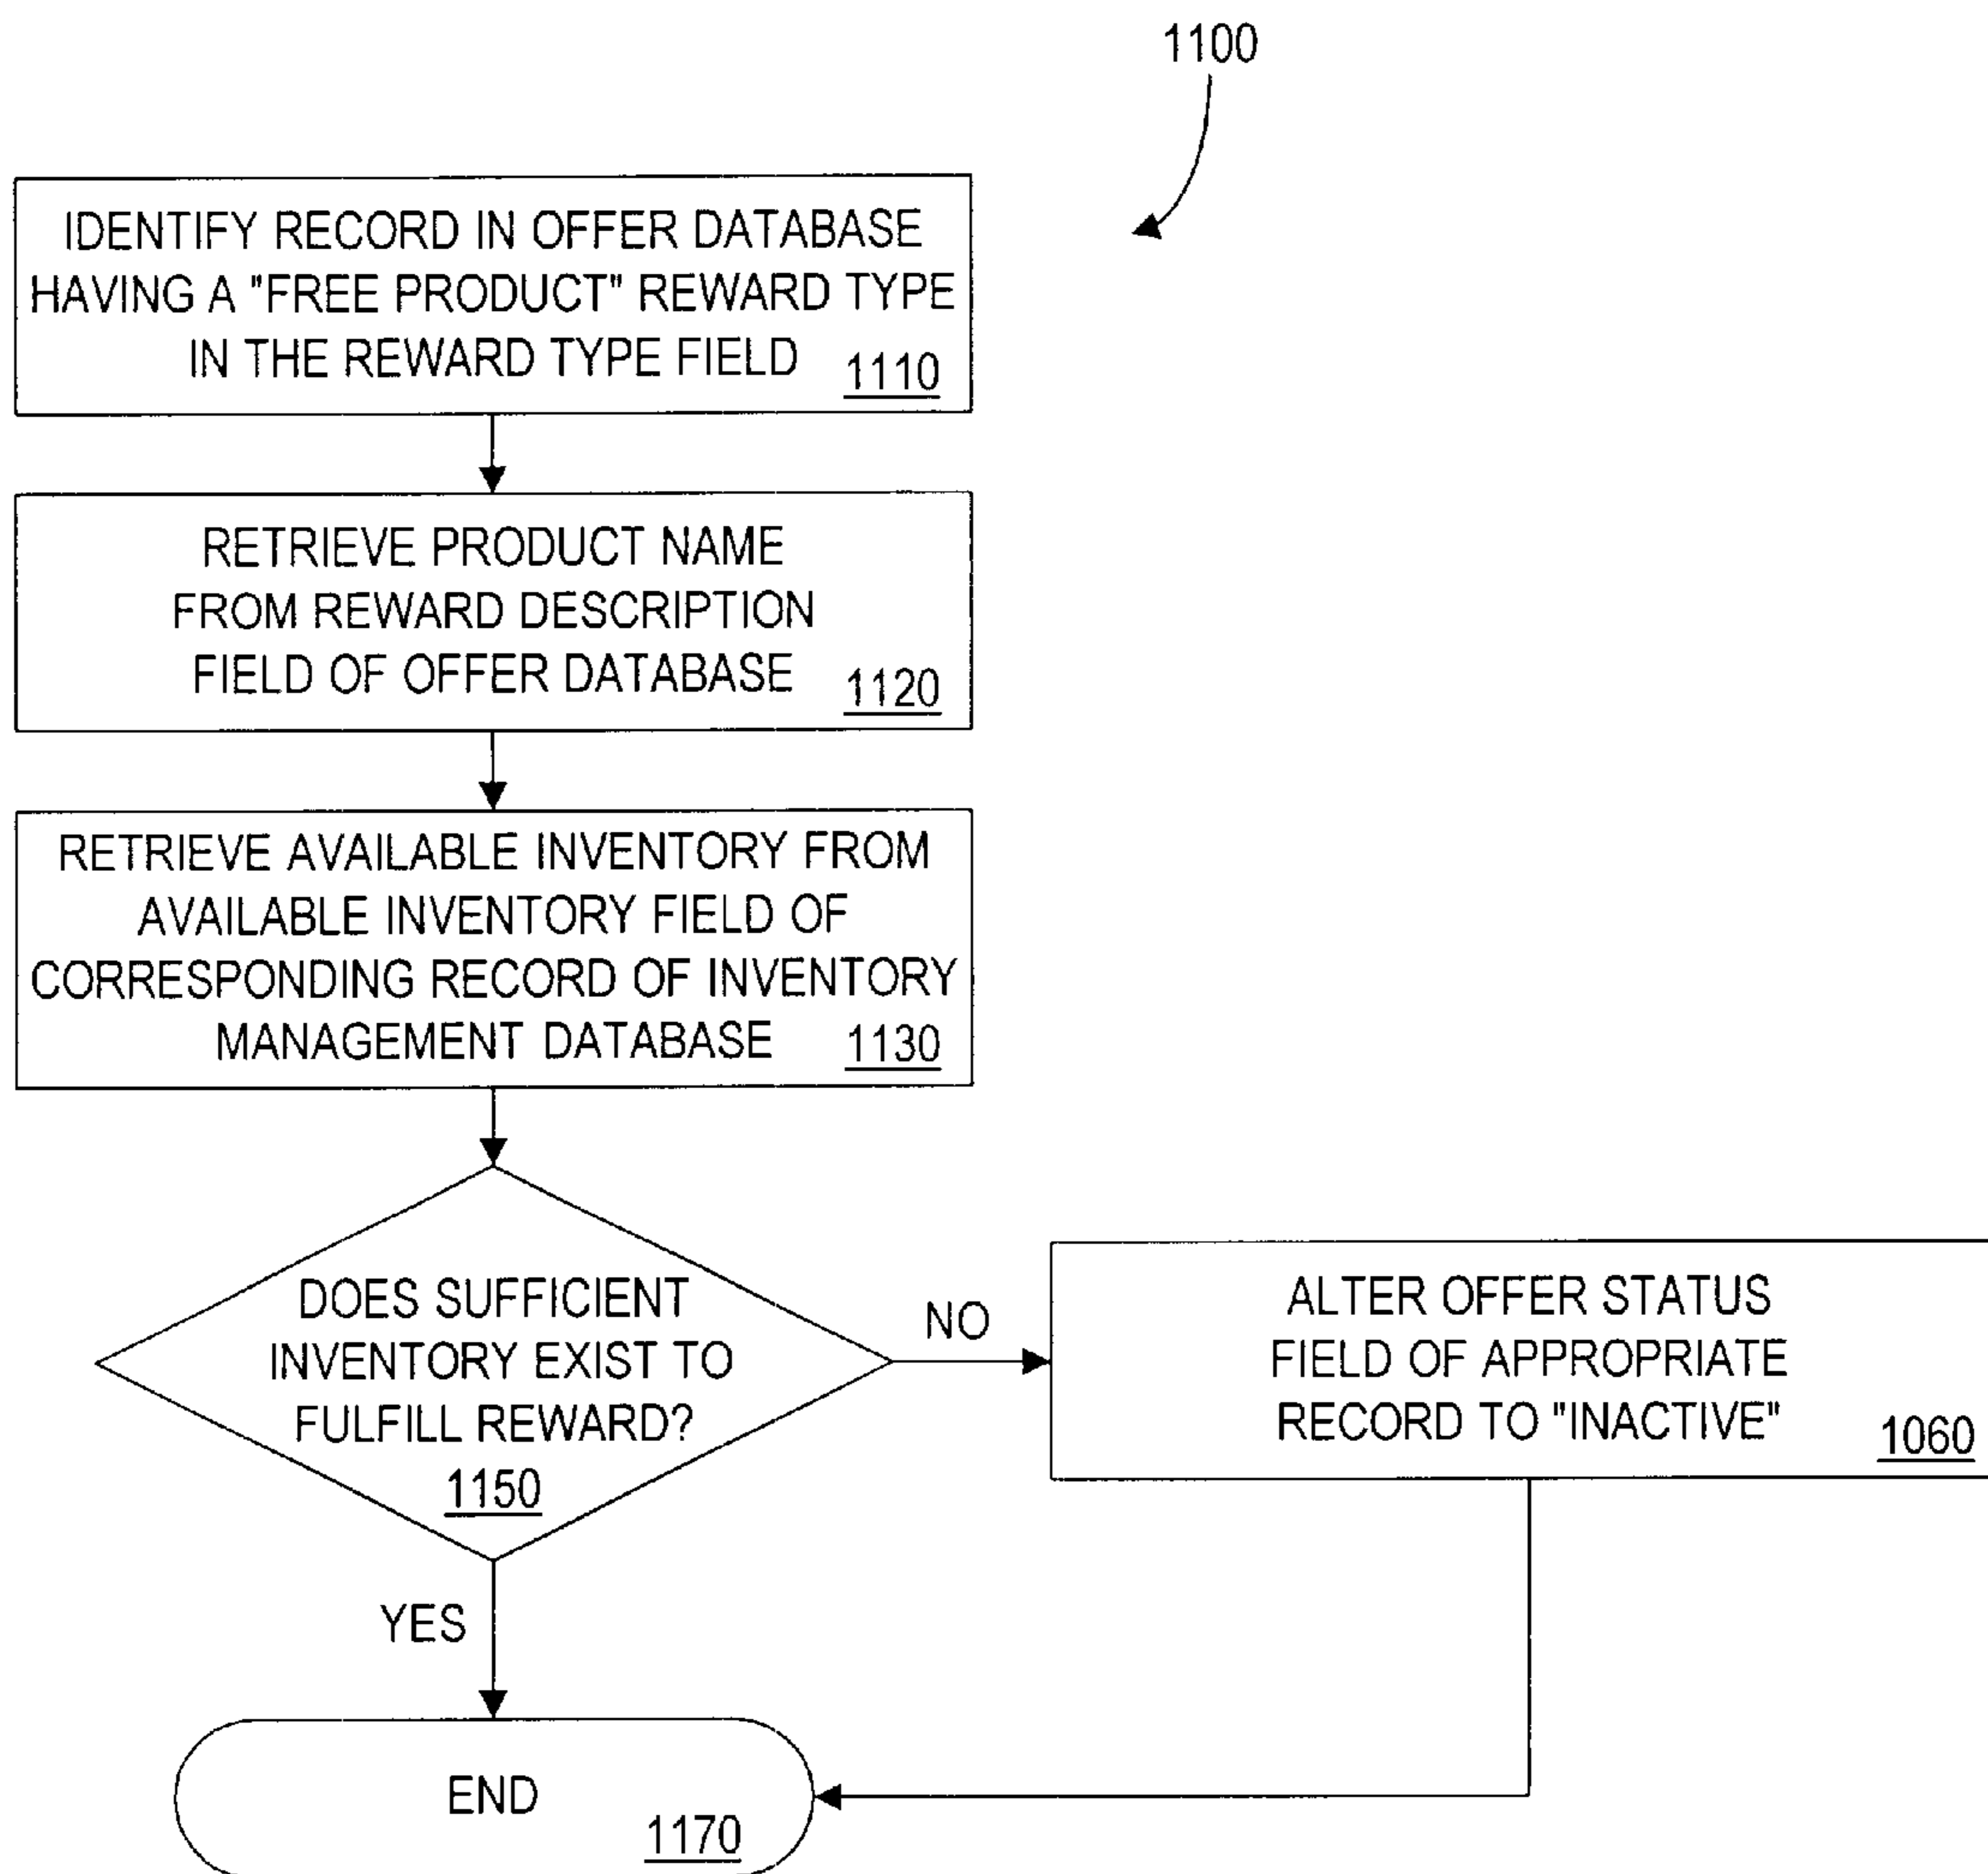 1100
IDENTIFY RECORD IN OFFER DATABASE
HAVING A "FREE PRODUCT" REWARD TYPE
IN THE REWARD TYPE FIELD 1110
RETRIEVE PRODUCT NAME
FROM REWARD DESCRIPTION
FIELD OF OFFER DATABASE 1120
RETRIEVE AVAILABLE INVENTORY FROM
AVAILABLE INVENTORY FIELD OF
CORRESPONDING RECORD OF INVENTORY
MANAGEMENT DATABASE 1130
DOES SUFFICIENT
INVENTORY EXIST TO
FULFILL REWARD?
1150
NO
ALTER OFFER STATUS
FIELD OF APPROPRIATE
RECORD TO "INACTIVE" 1060
YES
END
1170